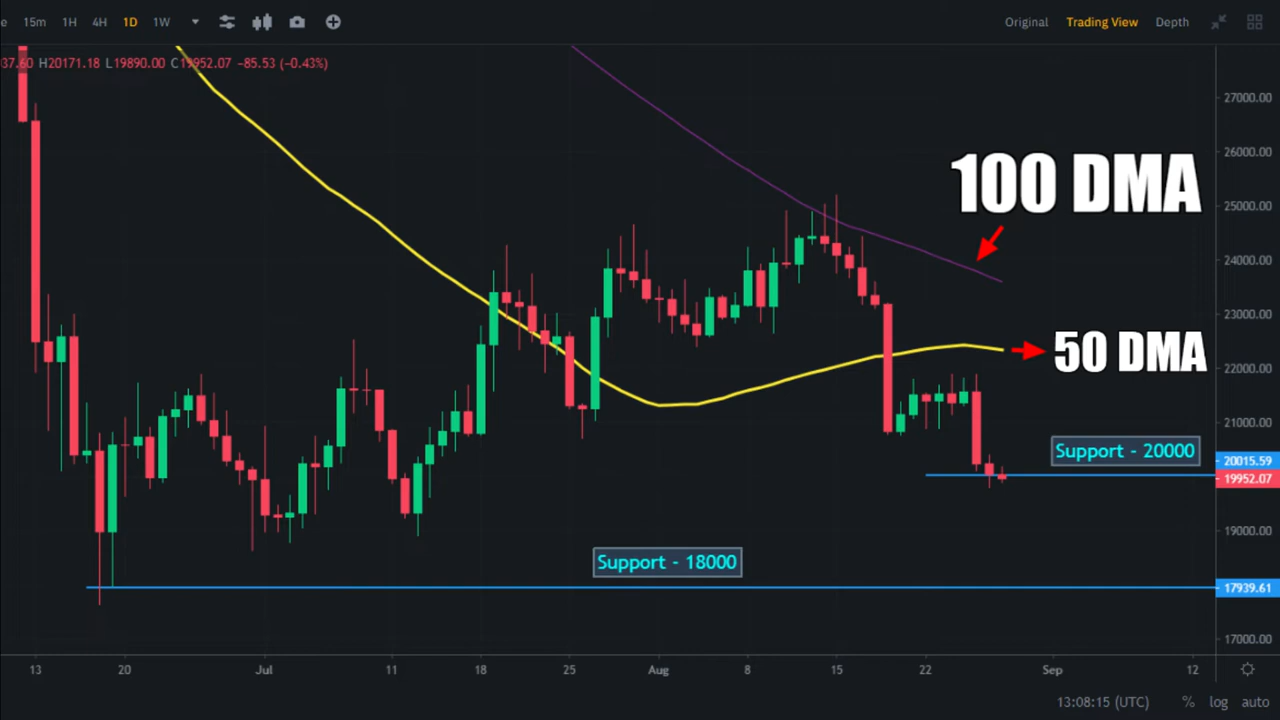 e 15m 1H 4H 1D 1W Original Trading View Depth
37.60 H20171.18 L19890.00 C19952.07 −85.53 (−0.43%)
27000.00
26000.00
100 DMA
25000.00
24000.00
23000.00
50 DMA
22000.00
21000.00
Support - 20000
20015.59
19952.07
19000.00
Support - 18000
17939.61
17000.00
13 20 Jul 11 18 25 Aug 8 15 22 Sep 12
13:08:15 (UTC) % log auto